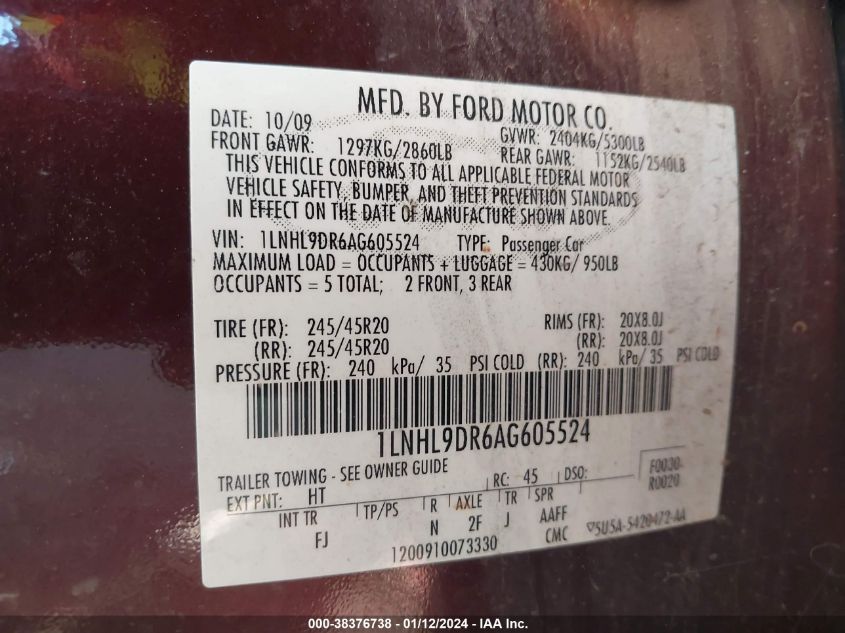 MFD. BY FORD MOTOR CO.
DATE: 10/09 GVWR: 2404KG/5300LB
FRONT GAWR: 1297KG/2860LB REAR GAWR: 1152KG/2540LB
THIS VEHICLE CONFORMS TO ALL APPLICABLE FEDERAL MOTOR
VEHICLE SAFETY, BUMPER, AND THEFT PREVENTION STANDARDS
IN EFFECT ON THE DATE OF MANUFACTURE SHOWN ABOVE.
VIN: 1LNHL9DR6AG605524 TYPE: Passenger Car
MAXIMUM LOAD = OCCUPANTS + LUGGAGE = 430KG/ 950LB
OCCUPANTS = 5 TOTAL; 2 FRONT, 3 REAR
TIRE (FR): 245/45R20 RIMS (FR): 20X8.0J
(RR): 245/45R20 (RR): 20X8.0J
PRESSURE (FR): 240 kPa/ 35 PSI COLD (RR): 240 kPa/ 35 PSI COLD
1LNHL9DR6AG605524
TRAILER TOWING - SEE OWNER GUIDE
EXT PNT: HT RC: 45 DSO: F0030-
R0020
INT TR TP/PS R AXLE TR SPR
FJ N 2F J AAFF
1200910073330 CMC 5U5A-5420472-AA
000-38376738 - 01/12/2024 - IAA Inc.